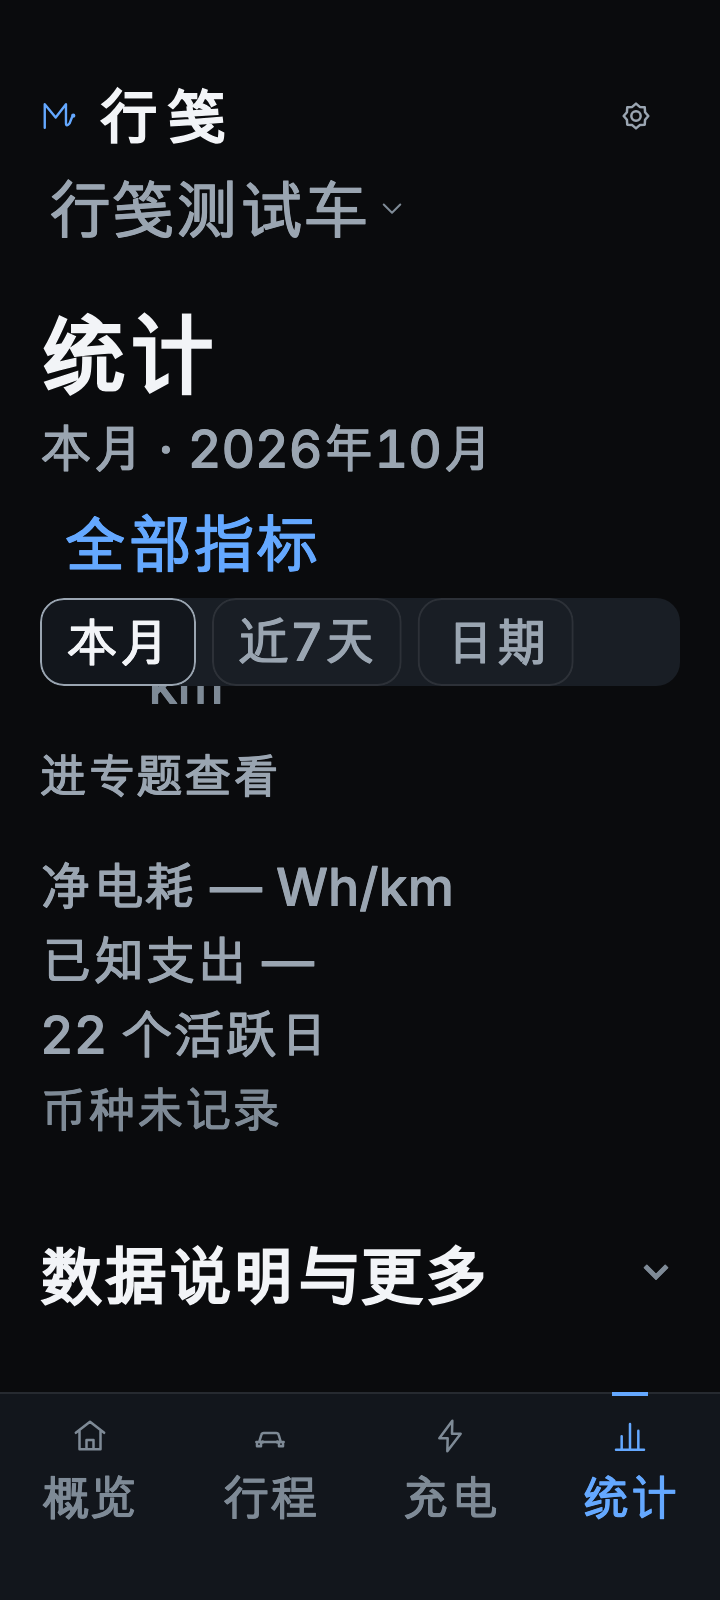 行笺
行笺测试车
统计
本月 · 2026年10月
全部指标
本月 近7天 日期
km
进专题查看
净电耗 — Wh/km
已知支出 —
22 个活跃日
币种未记录
数据说明与更多
概览 行程 充电 统计